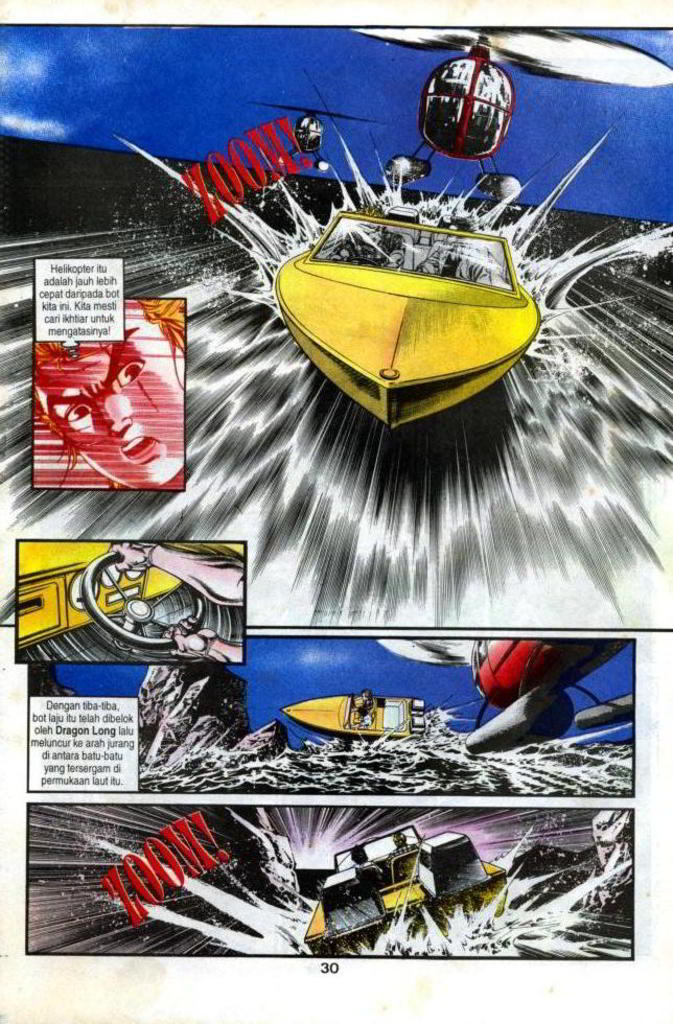 ZOOM!
Helikopter itu
adalah jauh lebih
cepat daripada bot
kita ini. Kita mesti
cari ikhtiar untuk
mengatasinya!
Dengan tiba-tiba,
bot laju itu telah dibelok
oleh Dragon Long lalu
meluncur ke arah jurang
di antara batu-batu
yang tersergam di
permukaan laut itu.
ZOOM!
30